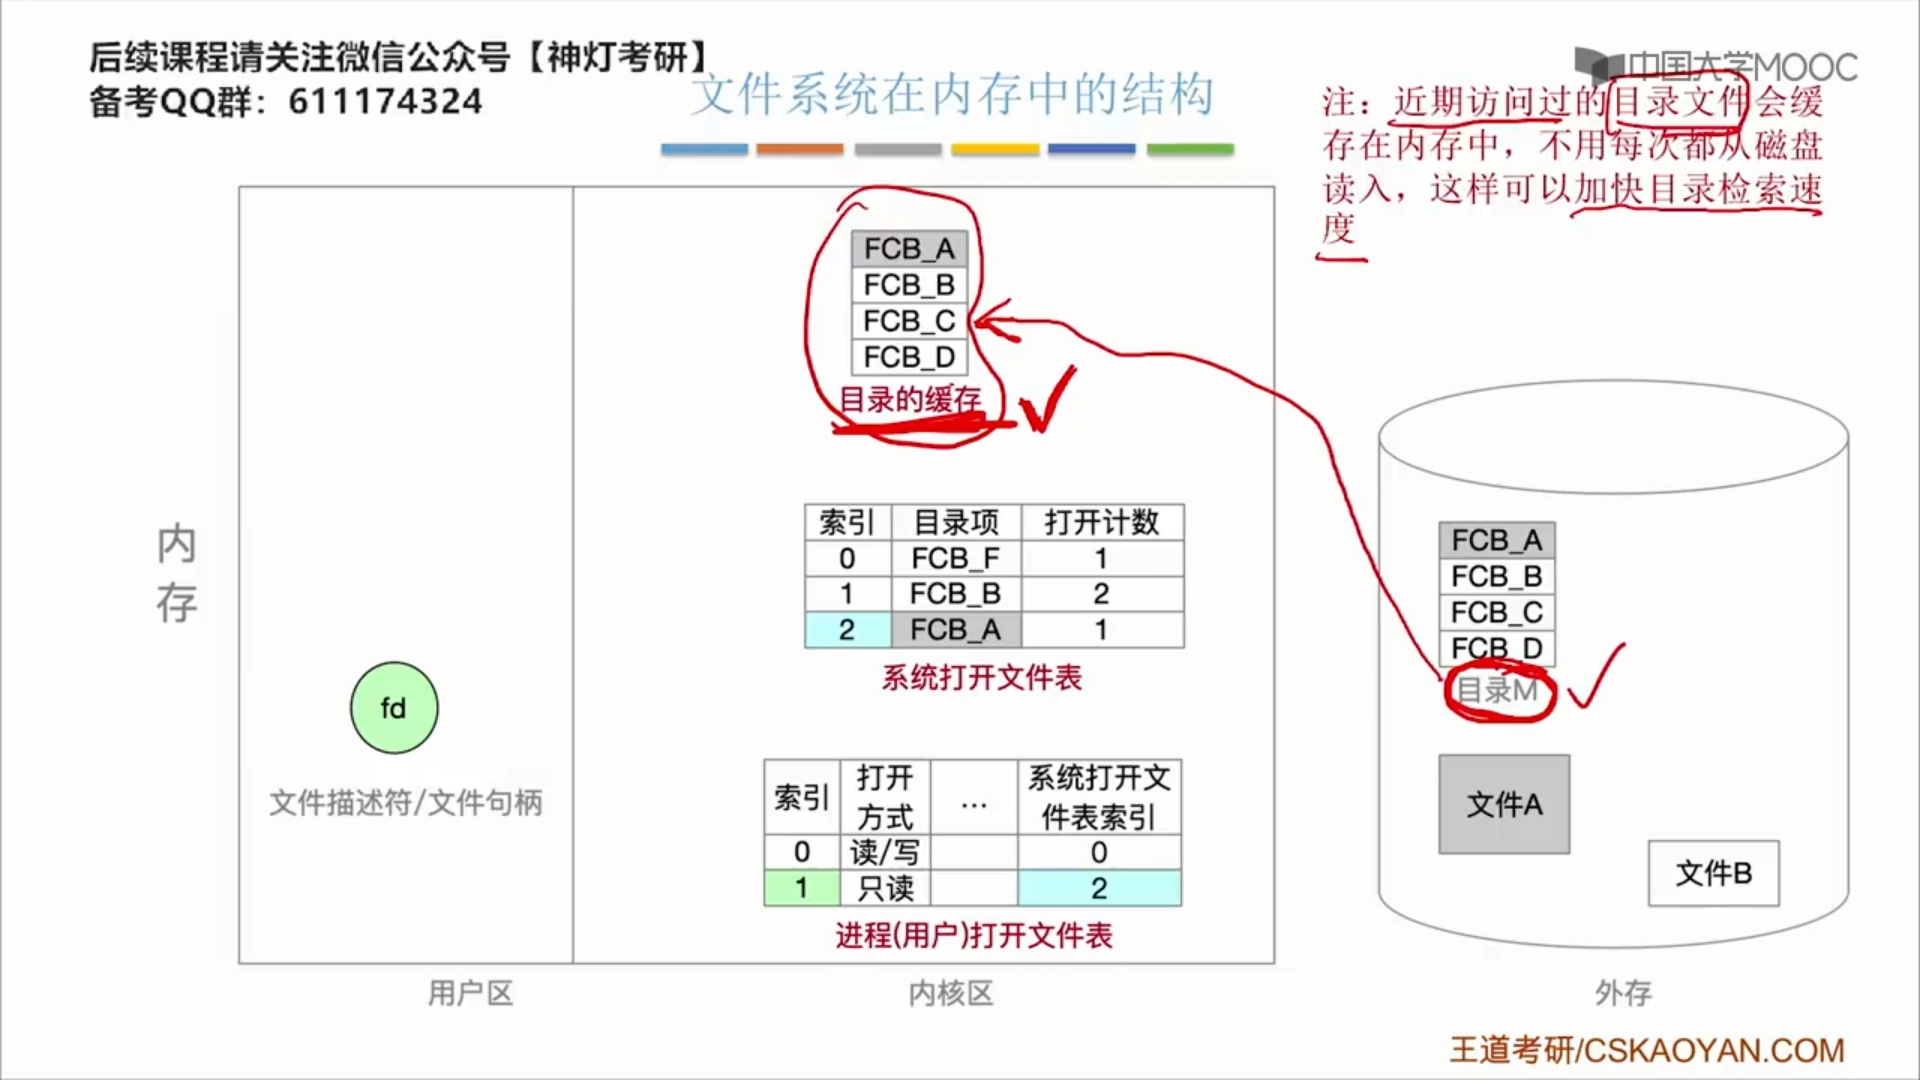 后续课程请关注微信公众号【神灯考研】
备考QQ群：611174324
中国大学MOOC
文件系统在内存中的结构
注：近期访问过的目录文件会缓
存在内存中，不用每次都从磁盘
读入，这样可以加快目录检索速
度
FCB_A
FCB_B
FCB_C
FCB_D
目录的缓存
索引 目录项 打开计数
0 FCB_F 1
1 FCB_B 2
2 FCB_A 1
系统打开文件表
内
存
fd
文件描述符/文件句柄
索引 打开方式 … 系统打开文件表索引
0 读/写 0
1 只读 2
进程(用户)打开文件表
用户区
内核区
FCB_A
FCB_B
FCB_C
FCB_D
目录M
文件A
文件B
外存
王道考研/CSKAOYAN.COM